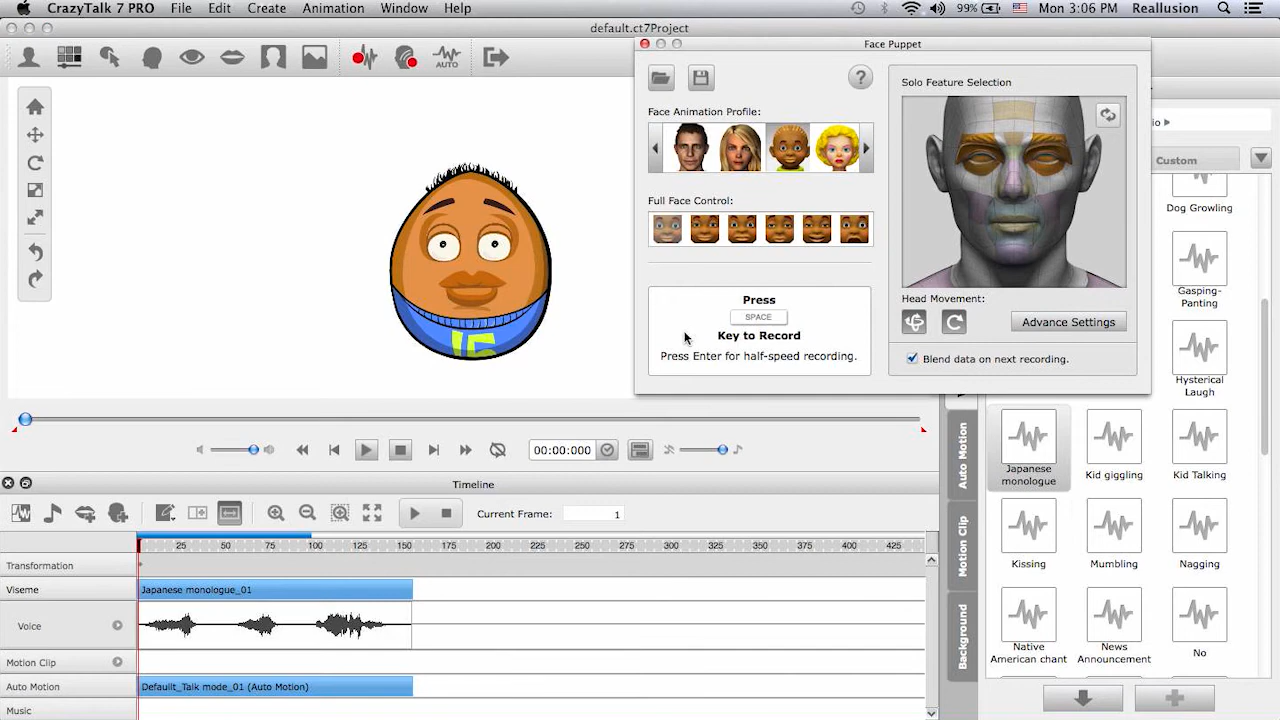 CrazyTalk 7 PRO File Edit Create Animation Window Help 99% Mon 3:06 PM Reallusion
default.ct7Project
Face Puppet
AUTO
Face Animation Profile:
Full Face Control:
Press
SPACE
Key to Record
Press Enter for half-speed recording.
Solo Feature Selection
Head Movement:
Advance Settings
Blend data on next recording.
15
Custom
Dog Growling
Gasping-
Panting
Hysterical
Laugh
Japanese
monologue
Kid giggling
Kid Talking
Kissing
Mumbling
Nagging
Native
American chant
News
Announcement
No
Auto Motion
Motion Clip
Background
00:00:000
Timeline
Current Frame: 1
25 50 75 100 125 150 175 200 225 250 275 300 325 350 375 400 425
Transformation
Viseme
Japanese monologue_01
Voice
Motion Clip
Auto Motion
Defaullt_Talk mode_01 (Auto Motion)
Music